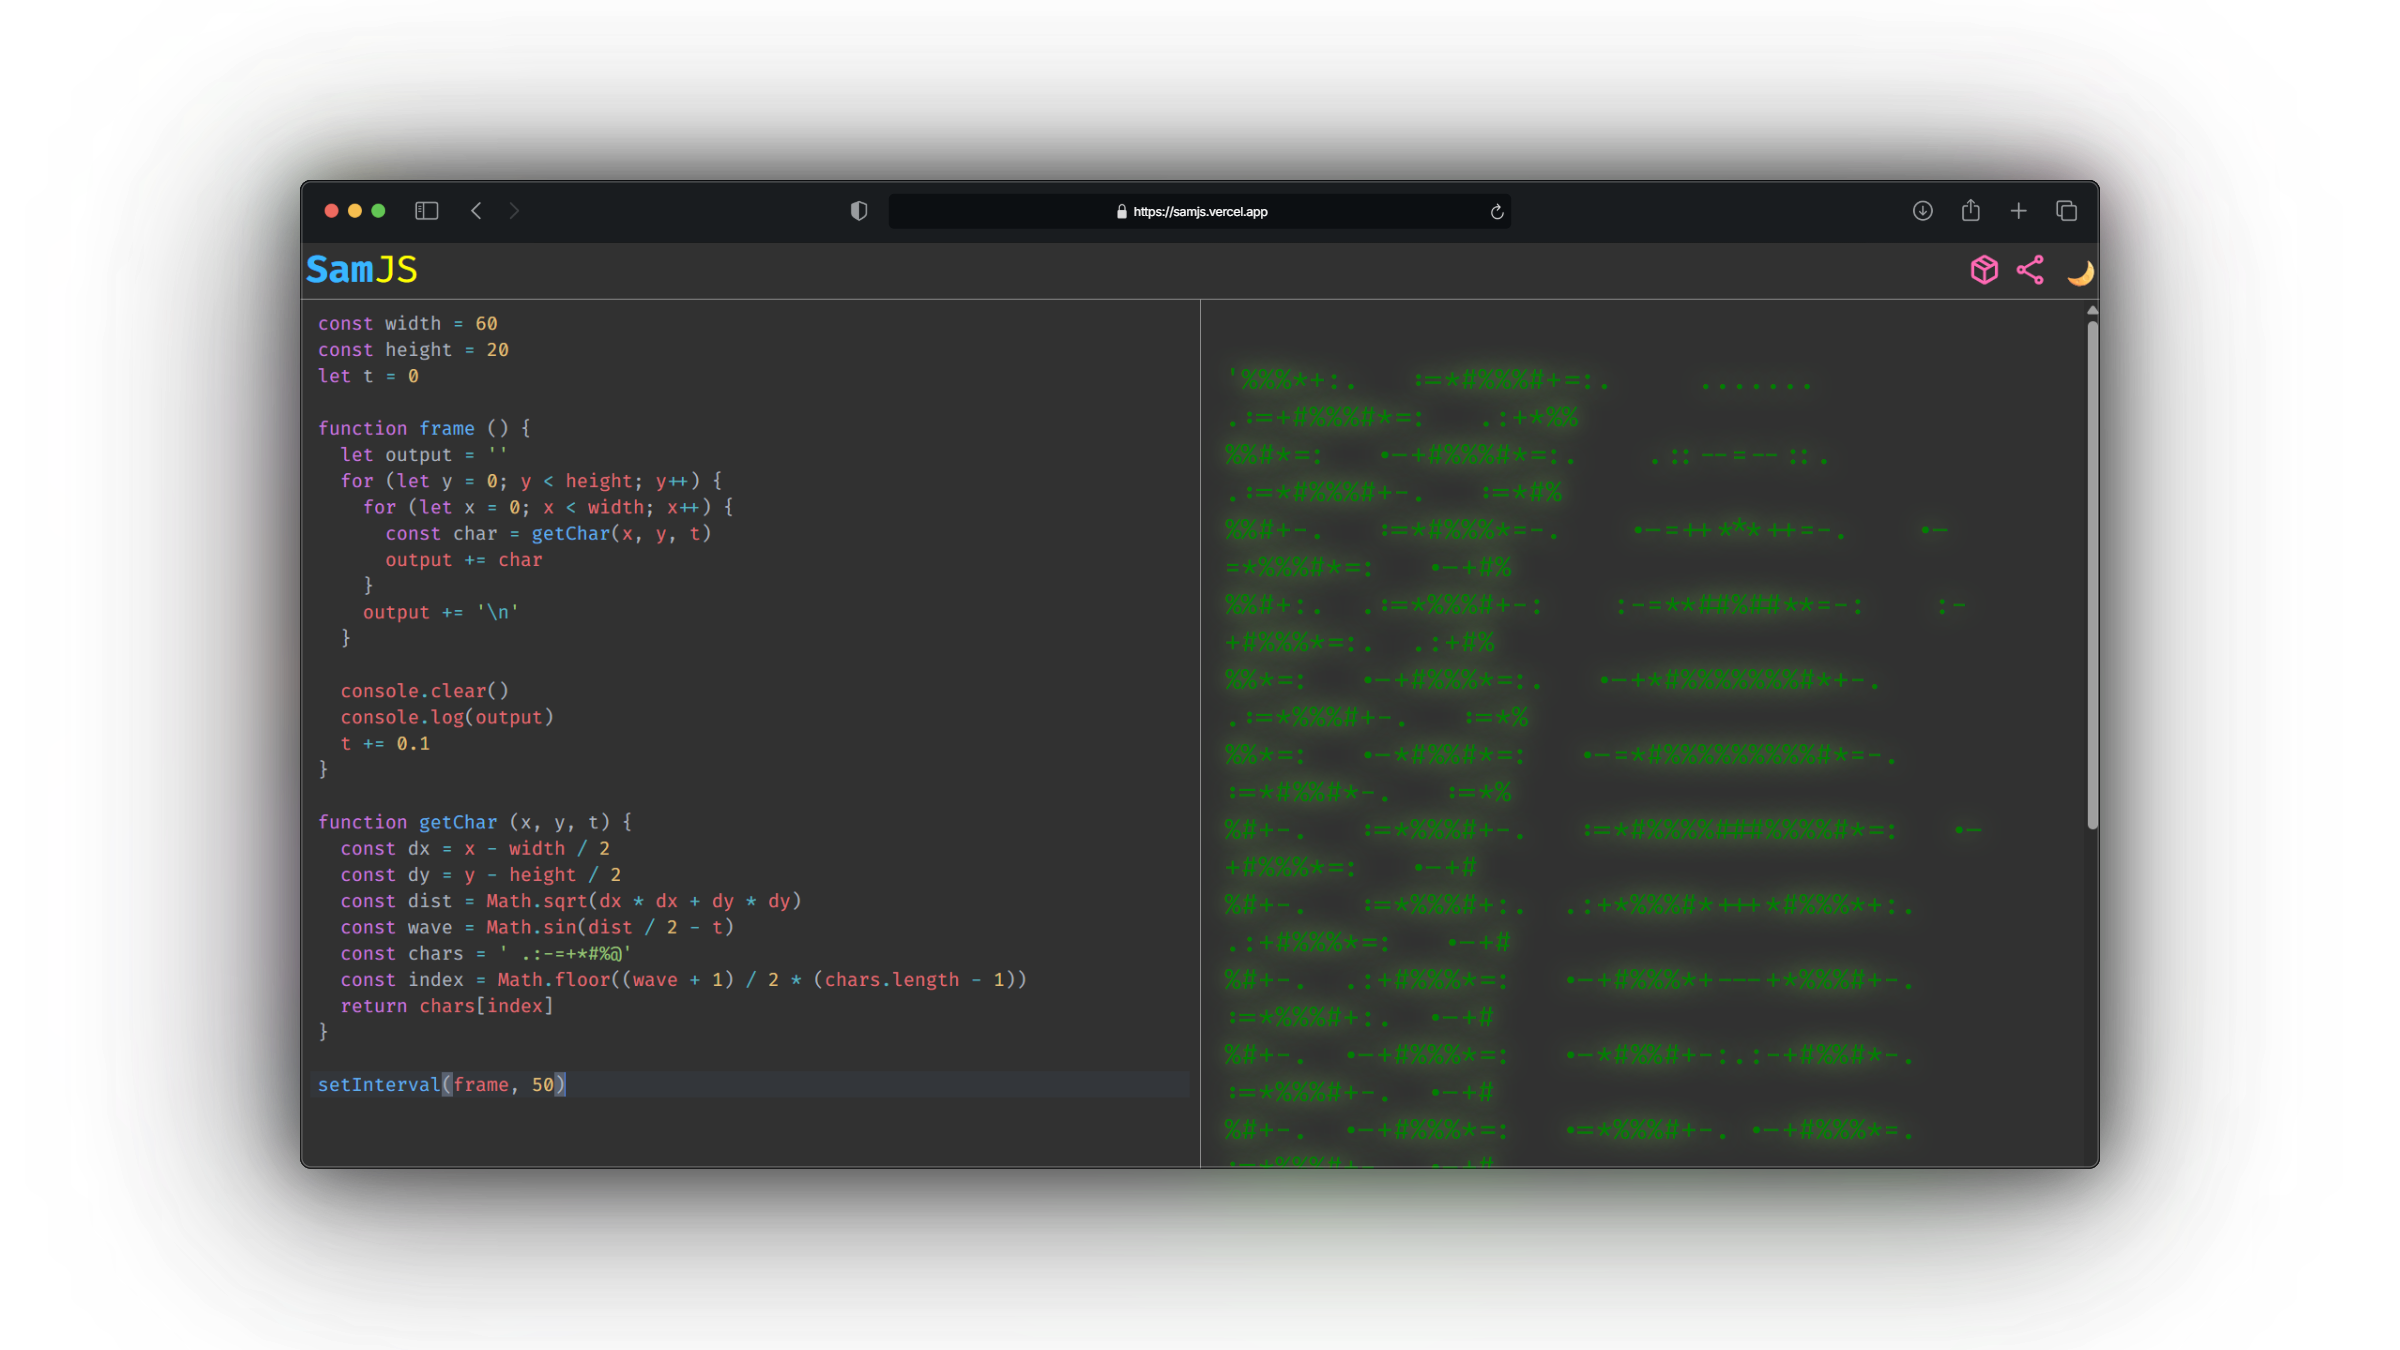 https://samjs.vercel.app
SamJS
const width = 60
const height = 20
let t = 0
function frame () {
  let output = ''
  for (let y = 0; y < height; y++) {
    for (let x = 0; x < width; x++) {
      const char = getChar(x, y, t)
      output += char
    }
    output += '\n'
  }
  console.clear()
  console.log(output)
  t += 0.1
}
function getChar (x, y, t) {
  const dx = x - width / 2
  const dy = y - height / 2
  const dist = Math.sqrt(dx * dx + dy * dy)
  const wave = Math.sin(dist / 2 - t)
  const chars = ' .:-=+*#%@'
  const index = Math.floor((wave + 1) / 2 * (chars.length - 1))
  return chars[index]
}
setInterval(frame, 50)
'%%%*+:.   :=*#%%%#+=:.     .......
.:=+#%%%#*=:   .:+*%%
%%#*=:   .-+#%%%#*=:.    .::--=--::.
.:=*#%%%#+-.   :=*#%
%%#+-.   :=*#%%%*=-.    .-=++***++=-.    .-
=*%%%#*=:   .-+#%
%%#+:.  .:=*%%%#+-:    :-=**##%##**=-:    :-
+#%%%*=:.  .:+#%
%%*=:   .-+#%%%*=:.   .-+*#%%%%%%%#*+-.
.:=*%%%#+-.   :=*%
%%*=:   .-*#%%#*=:   .-=*#%%%%%%%%%#*=-.
:=*#%%#*-.   :=*%
%#+-.   :=*%%%#+-.   :=*#%%%%###%%%%#*=:   .-
+#%%%*=:   .-+#
%#+-.   :=*%%%#+:.  .:+*%%%#*+++*#%%%*+:.
.:+#%%%*=:   .-+#
%#+-.  .:+#%%%*=:   .-+#%%%*+---+*%%%#+-.
:=*%%%#+:.  .-+#
%#+-.  .-+#%%%*=:   .-*#%%#+-:.:-+#%%#*-.
:=*%%%#+-.  .-+#
%#+-.  .-+#%%%*=:   .=*%%%#+-. .-+#%%%*=.
:=*%%%#+-.  .-+#